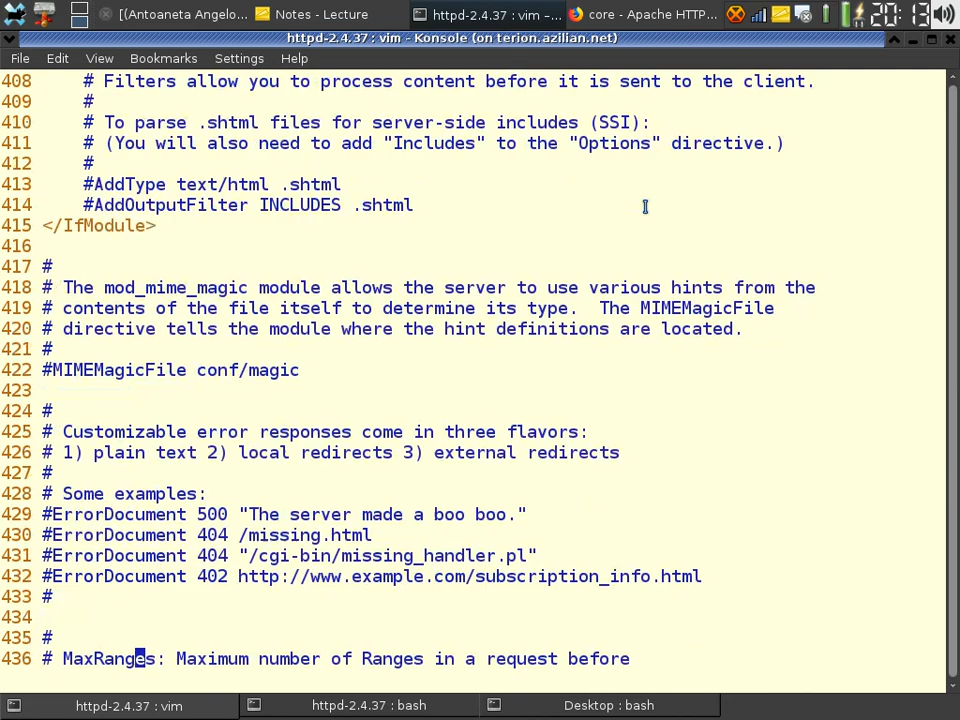 [(Antoaneta Angelo... Notes - Lecture httpd-2.4.37 : vim –... core - Apache HTTP... 20:13
httpd-2.4.37 : vim - Konsole (on terion.azilian.net)
File Edit View Bookmarks Settings Help
408 # Filters allow you to process content before it is sent to the client.
409 #
410 # To parse .shtml files for server-side includes (SSI):
411 # (You will also need to add "Includes" to the "Options" directive.)
412 #
413 #AddType text/html .shtml
414 #AddOutputFilter INCLUDES .shtml
415 </IfModule>
416
417 #
418 # The mod_mime_magic module allows the server to use various hints from the
419 # contents of the file itself to determine its type.  The MIMEMagicFile
420 # directive tells the module where the hint definitions are located.
421 #
422 #MIMEMagicFile conf/magic
423
424 #
425 # Customizable error responses come in three flavors:
426 # 1) plain text 2) local redirects 3) external redirects
427 #
428 # Some examples:
429 #ErrorDocument 500 "The server made a boo boo."
430 #ErrorDocument 404 /missing.html
431 #ErrorDocument 404 "/cgi-bin/missing_handler.pl"
432 #ErrorDocument 402 http://www.example.com/subscription_info.html
433 #
434
435 #
436 # MaxRanges: Maximum number of Ranges in a request before
httpd-2.4.37 : vim httpd-2.4.37 : bash Desktop : bash